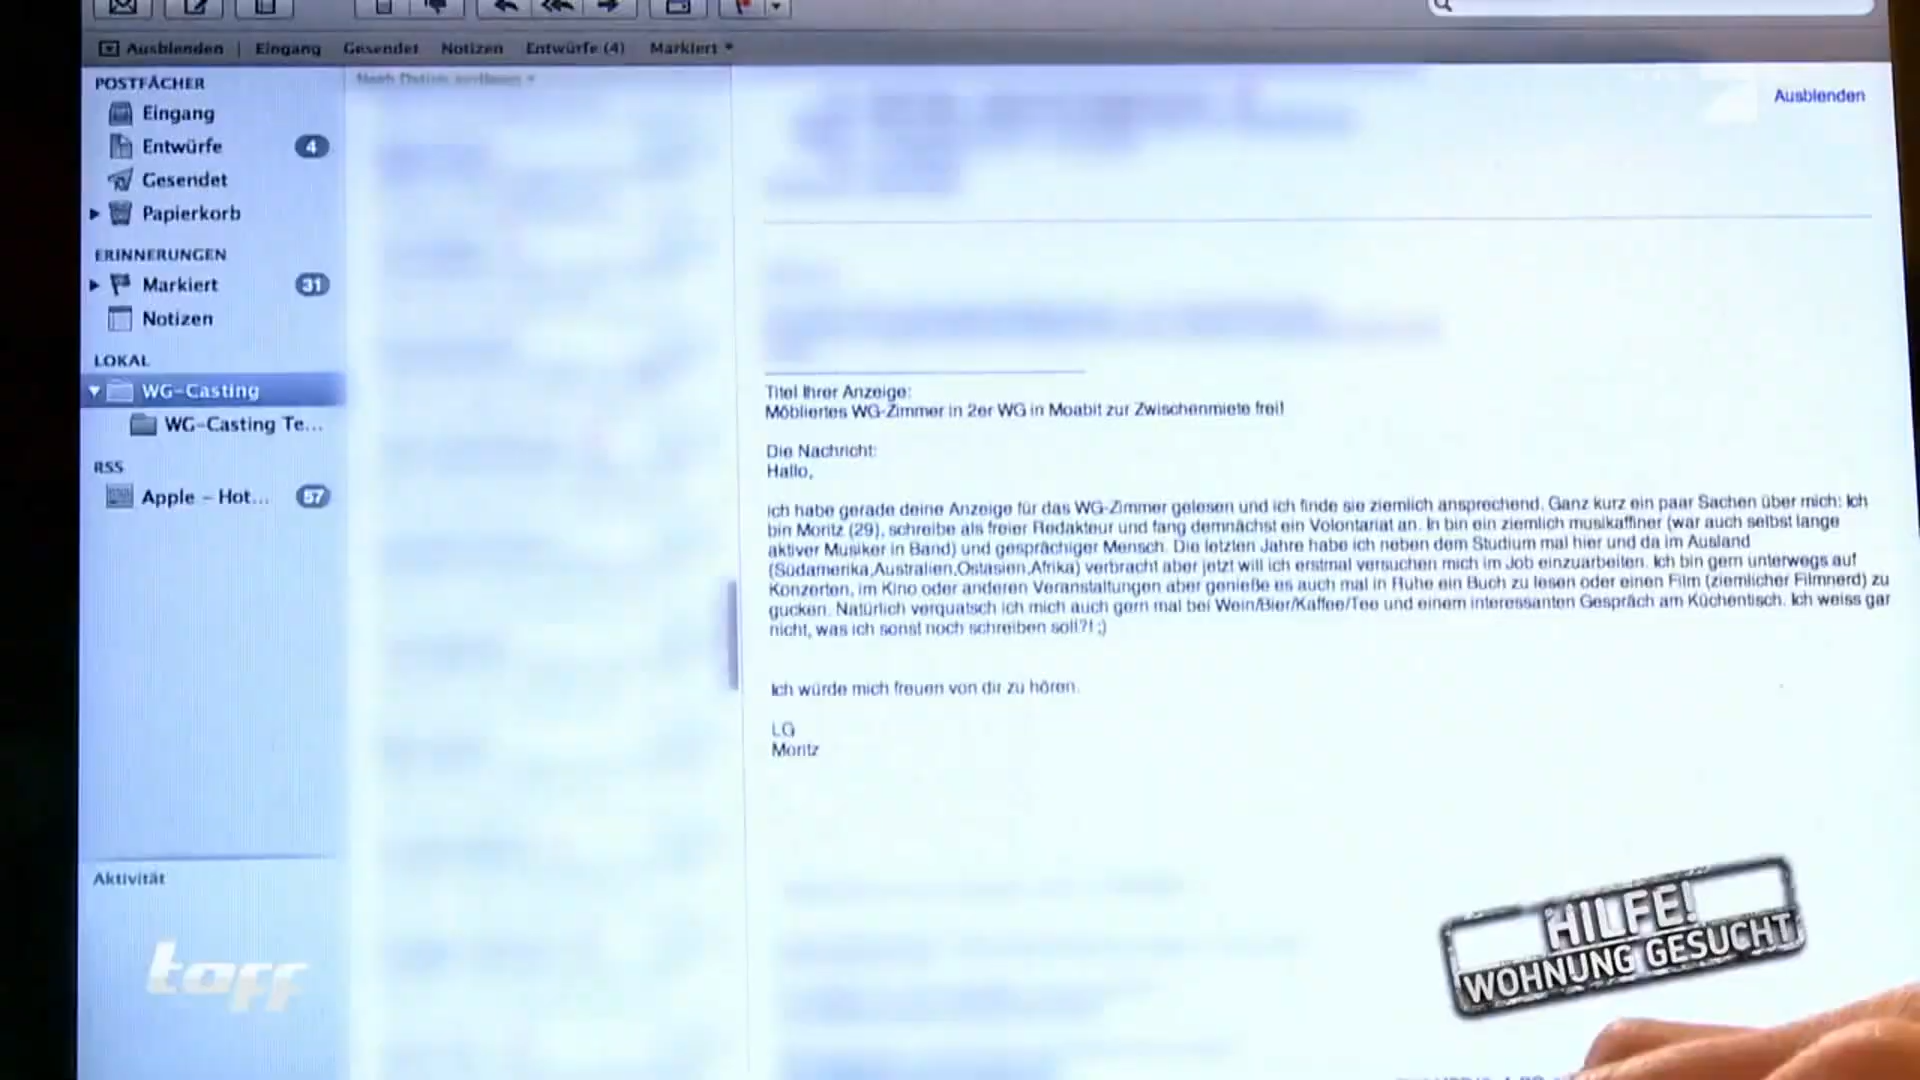 Ausblenden Eingang Gesendet Notizen Entwürfe (4) Markiert
POSTFÄCHER
Eingang
Entwürfe 4
Gesendet
Papierkorb
ERINNERUNGEN
Markiert 31
Notizen
LOKAL
WG-Casting
WG-Casting Te...
RSS
Apple – Hot... 57
Aktivität
taff
Ausblenden
Titel Ihrer Anzeige:
Möbliertes WG-Zimmer in 2er WG in Moabit zur Zwischenmiete frei!
Die Nachricht:
Hallo,
ich habe gerade deine Anzeige für das WG-Zimmer gelesen und ich finde sie ziemlich ansprechend. Ganz kurz ein paar Sachen über mich: Ich
bin Moritz (29), schreibe als freier Redakteur und fang demnächst ein Volontariat an. In bin ein ziemlich musikaffiner (war auch selbst lange
aktiver Musiker in Band) und gesprächiger Mensch. Die letzten Jahre habe ich neben dem Studium mal hier und da im Ausland
(Südamerika,Australien,Ostasien,Afrika) verbracht aber jetzt will ich erstmal versuchen mich im Job einzuarbeiten. Ich bin gern unterwegs auf
Konzerten, im Kino oder anderen Veranstaltungen aber genieße es auch mal in Ruhe ein Buch zu lesen oder einen Film (ziemlicher Filmnerd) zu
gucken. Natürlich verquatsch ich mich auch gern mal bei Wein/Bier/Kaffee/Tee und einem interessanten Gespräch am Küchentisch. Ich weiss gar
nicht, was ich sonst noch schreiben soll?! ;)
Ich würde mich freuen von dir zu hören.
LG
Moritz
HILFE!
WOHNUNG GESUCHT